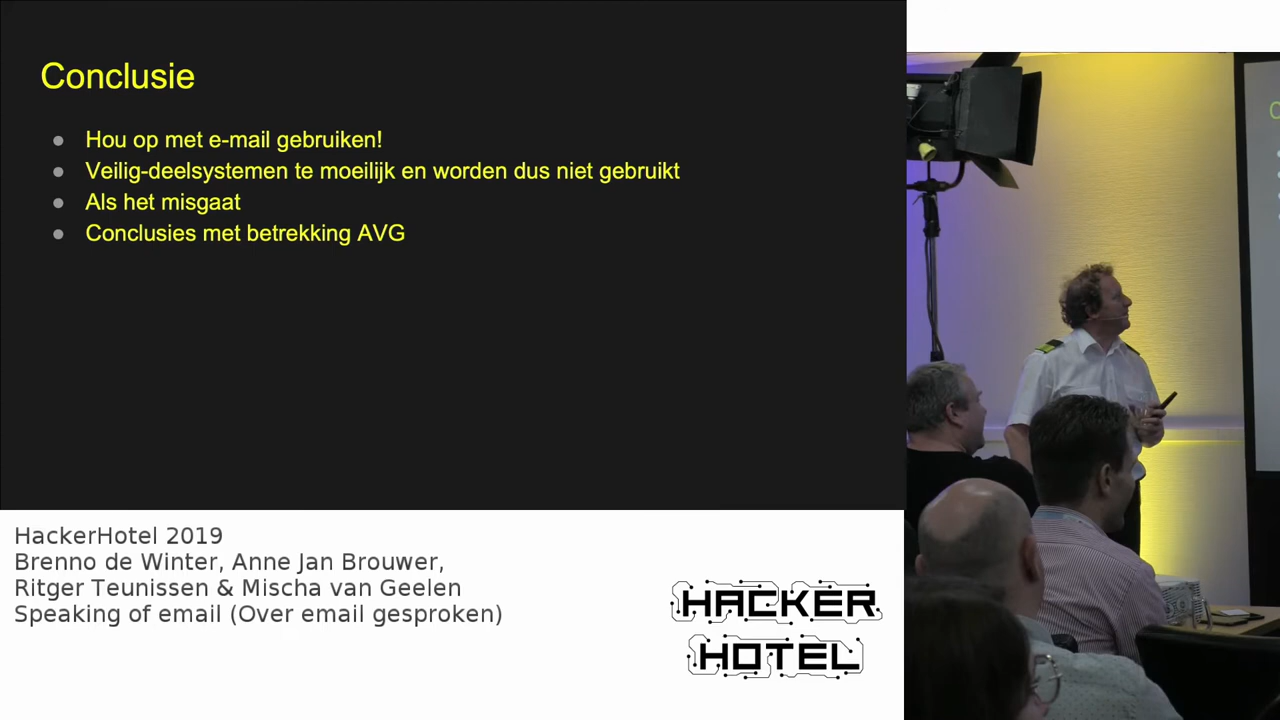 Conclusie
Hou op met e-mail gebruiken!
Veilig-deelsystemen te moeilijk en worden dus niet gebruikt
Als het misgaat
Conclusies met betrekking AVG
HackerHotel 2019
Brenno de Winter, Anne Jan Brouwer,
Ritger Teunissen & Mischa van Geelen
Speaking of email (Over email gesproken)
HACKER
HOTEL